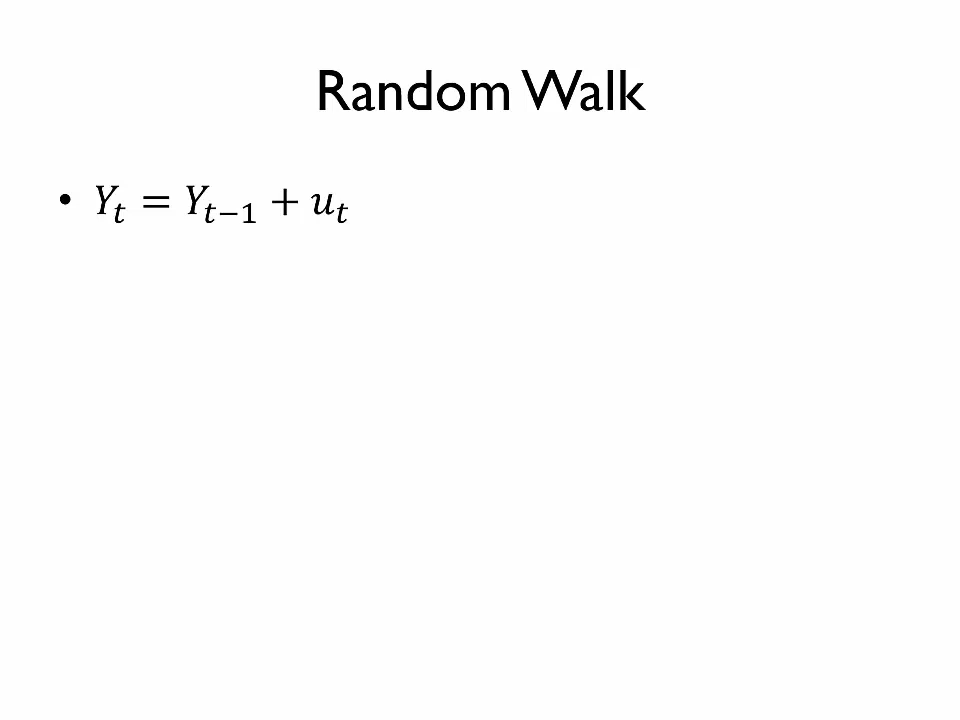 Random Walk
• 𝑌ₜ = 𝑌ₜ₋₁ + 𝑢ₜ